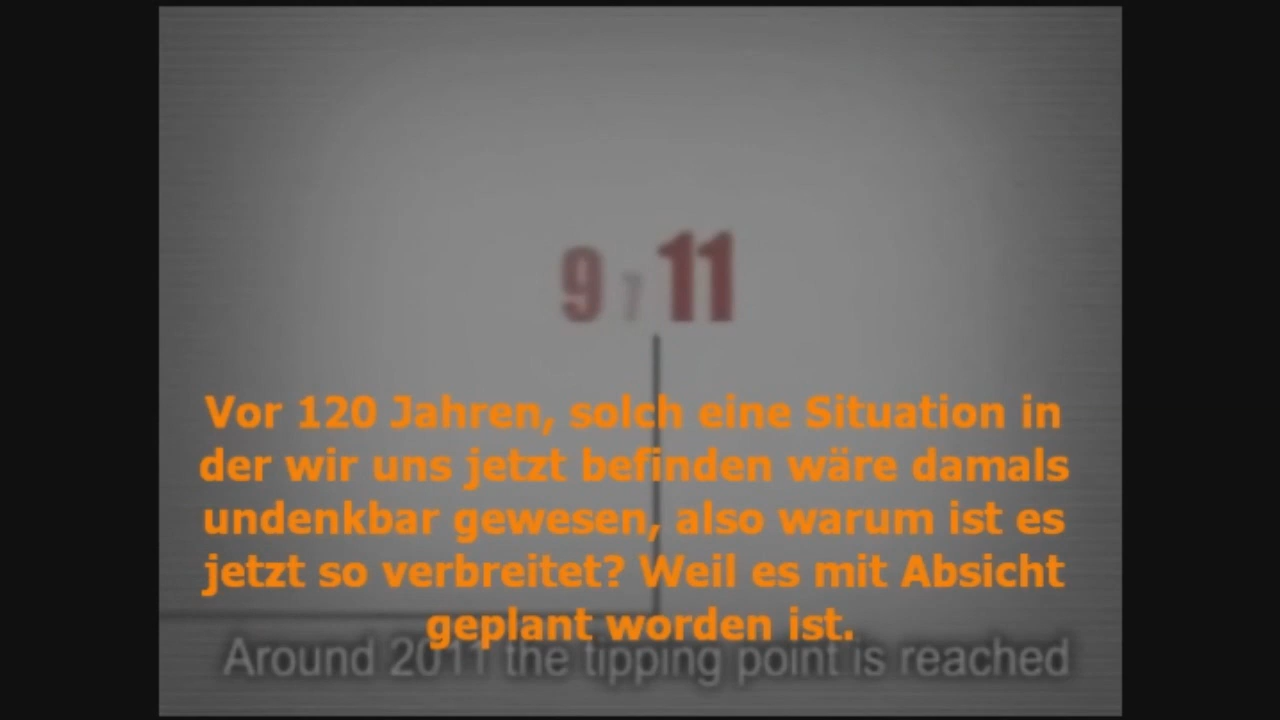 9 / 11
Vor 120 Jahren, solch eine Situation in
der wir uns jetzt befinden wäre damals
undenkbar gewesen, also warum ist es
jetzt so verbreitet? Weil es mit Absicht
geplant worden ist.
Around 2011 the tipping point is reached